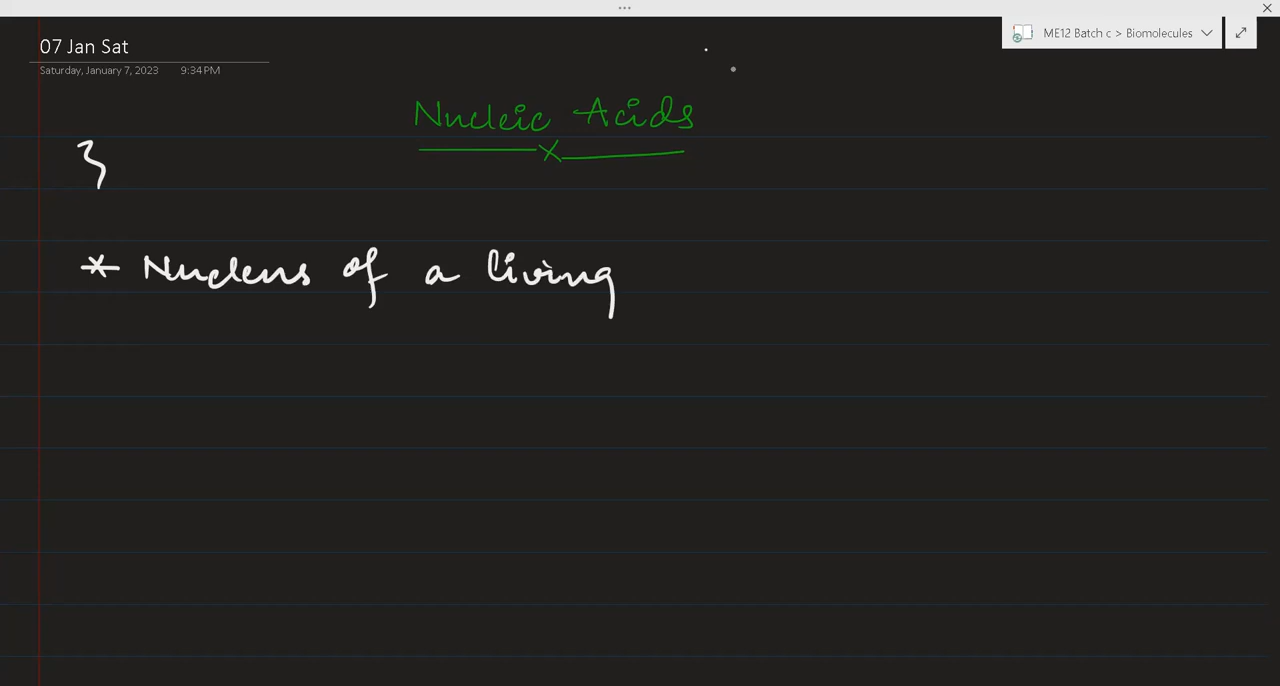 07 Jan Sat
Saturday, January 7, 2023 9:34 PM
ME12 Batch c > Biomolecules
Nucleic Acids
}
* Nucleus of a living